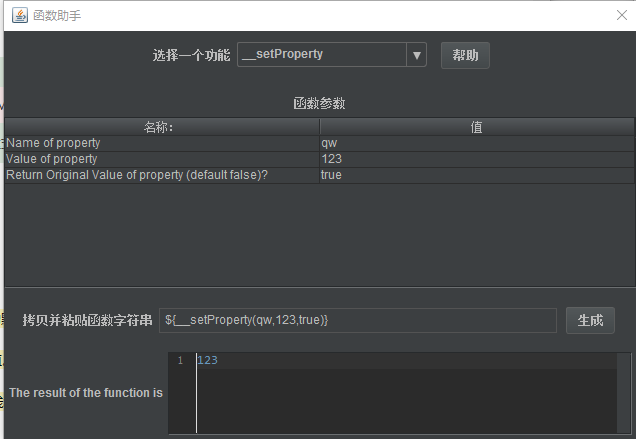 函数助手
选择一个功能 __setProperty ▼ 帮助
函数参数
名称: 值
Name of property qw
Value of property 123
Return Original Value of property (default false)? true
拷贝并粘贴函数字符串 ${__setProperty(qw,123,true)} 生成
1 123
The result of the function is